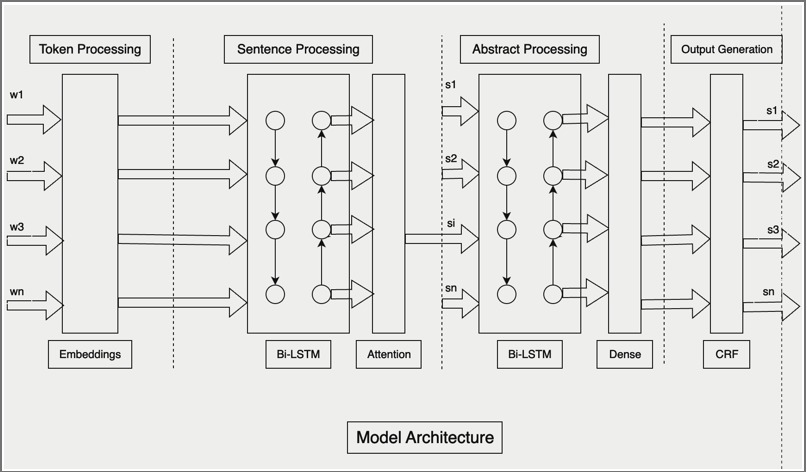 Token Processing
Sentence Processing
Abstract Processing
Output Generation
w1
w2
w3
wn
s1
s2
si
sn
s1
s2
s3
sn
Embeddings
Bi-LSTM
Attention
Bi-LSTM
Dense
CRF
Model Architecture